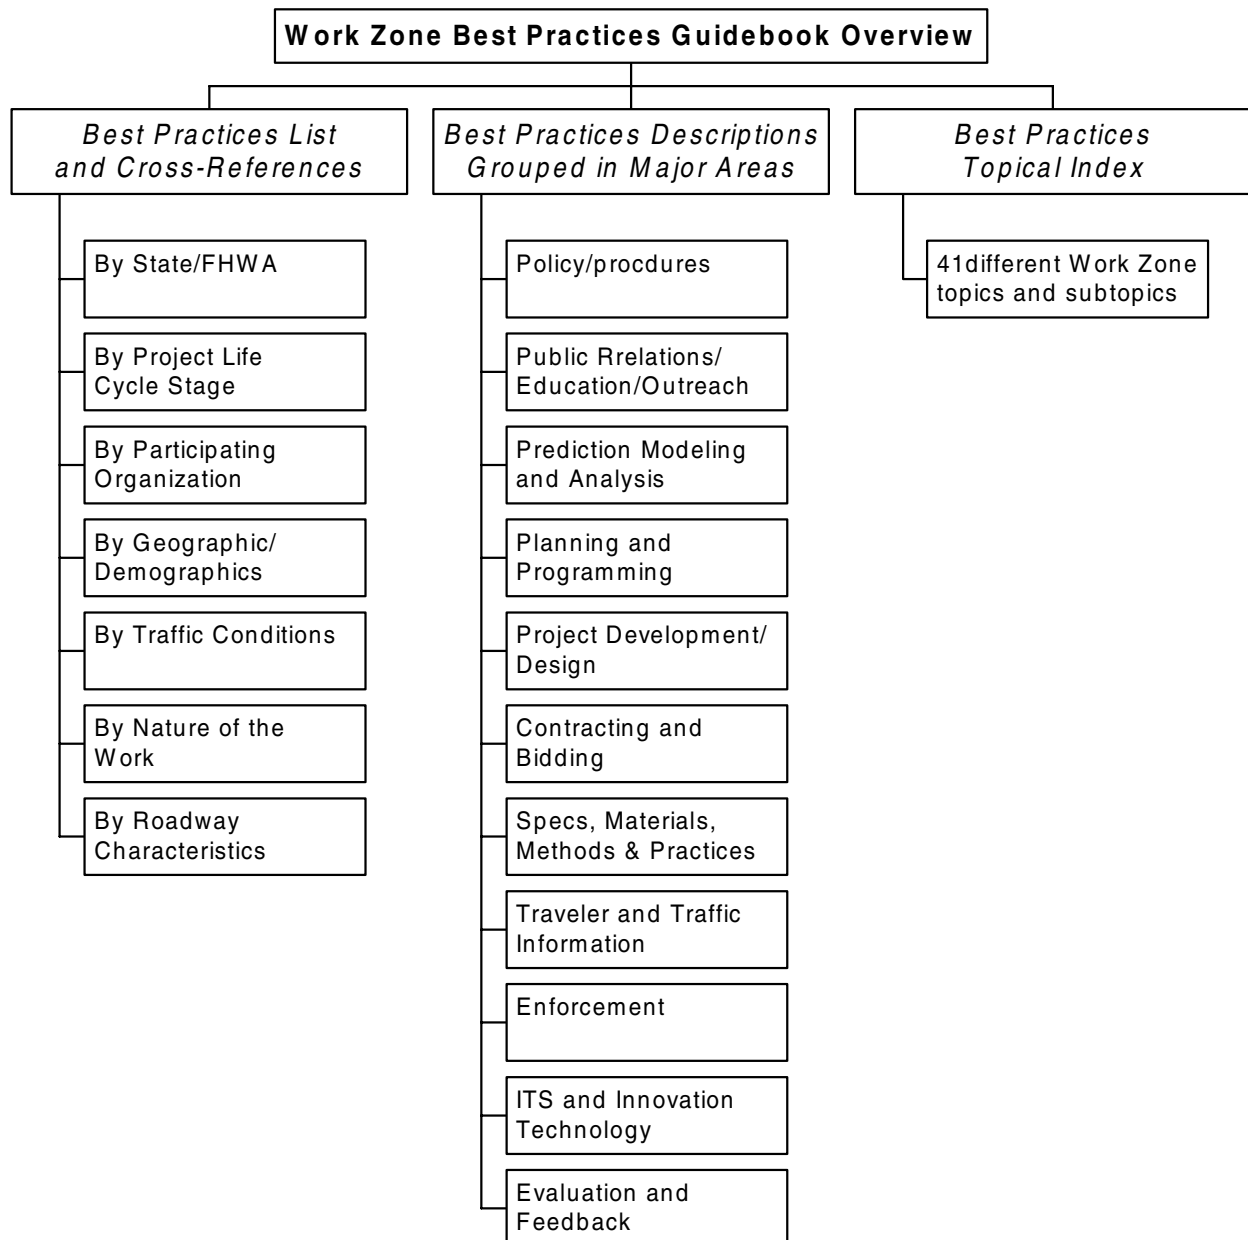 Work Zone Best Practices Guidebook Overview
Best Practices List
and Cross-References
Best Practices Descriptions
Grouped in Major Areas
Best Practices
Topical Index
By State/FHWA
By Project Life
Cycle Stage
By Participating
Organization
By Geographic/
Demographics
By Traffic Conditions
By Nature of the
Work
By Roadway
Characteristics
Policy/procdures
Public Rrelations/
Education/Outreach
Prediction Modeling
and Analysis
Planning and
Programming
Project Development/
Design
Contracting and
Bidding
Specs, Materials,
Methods & Practices
Traveler and Traffic
Information
Enforcement
ITS and Innovation
Technology
Evaluation and
Feedback
41different Work Zone
topics and subtopics